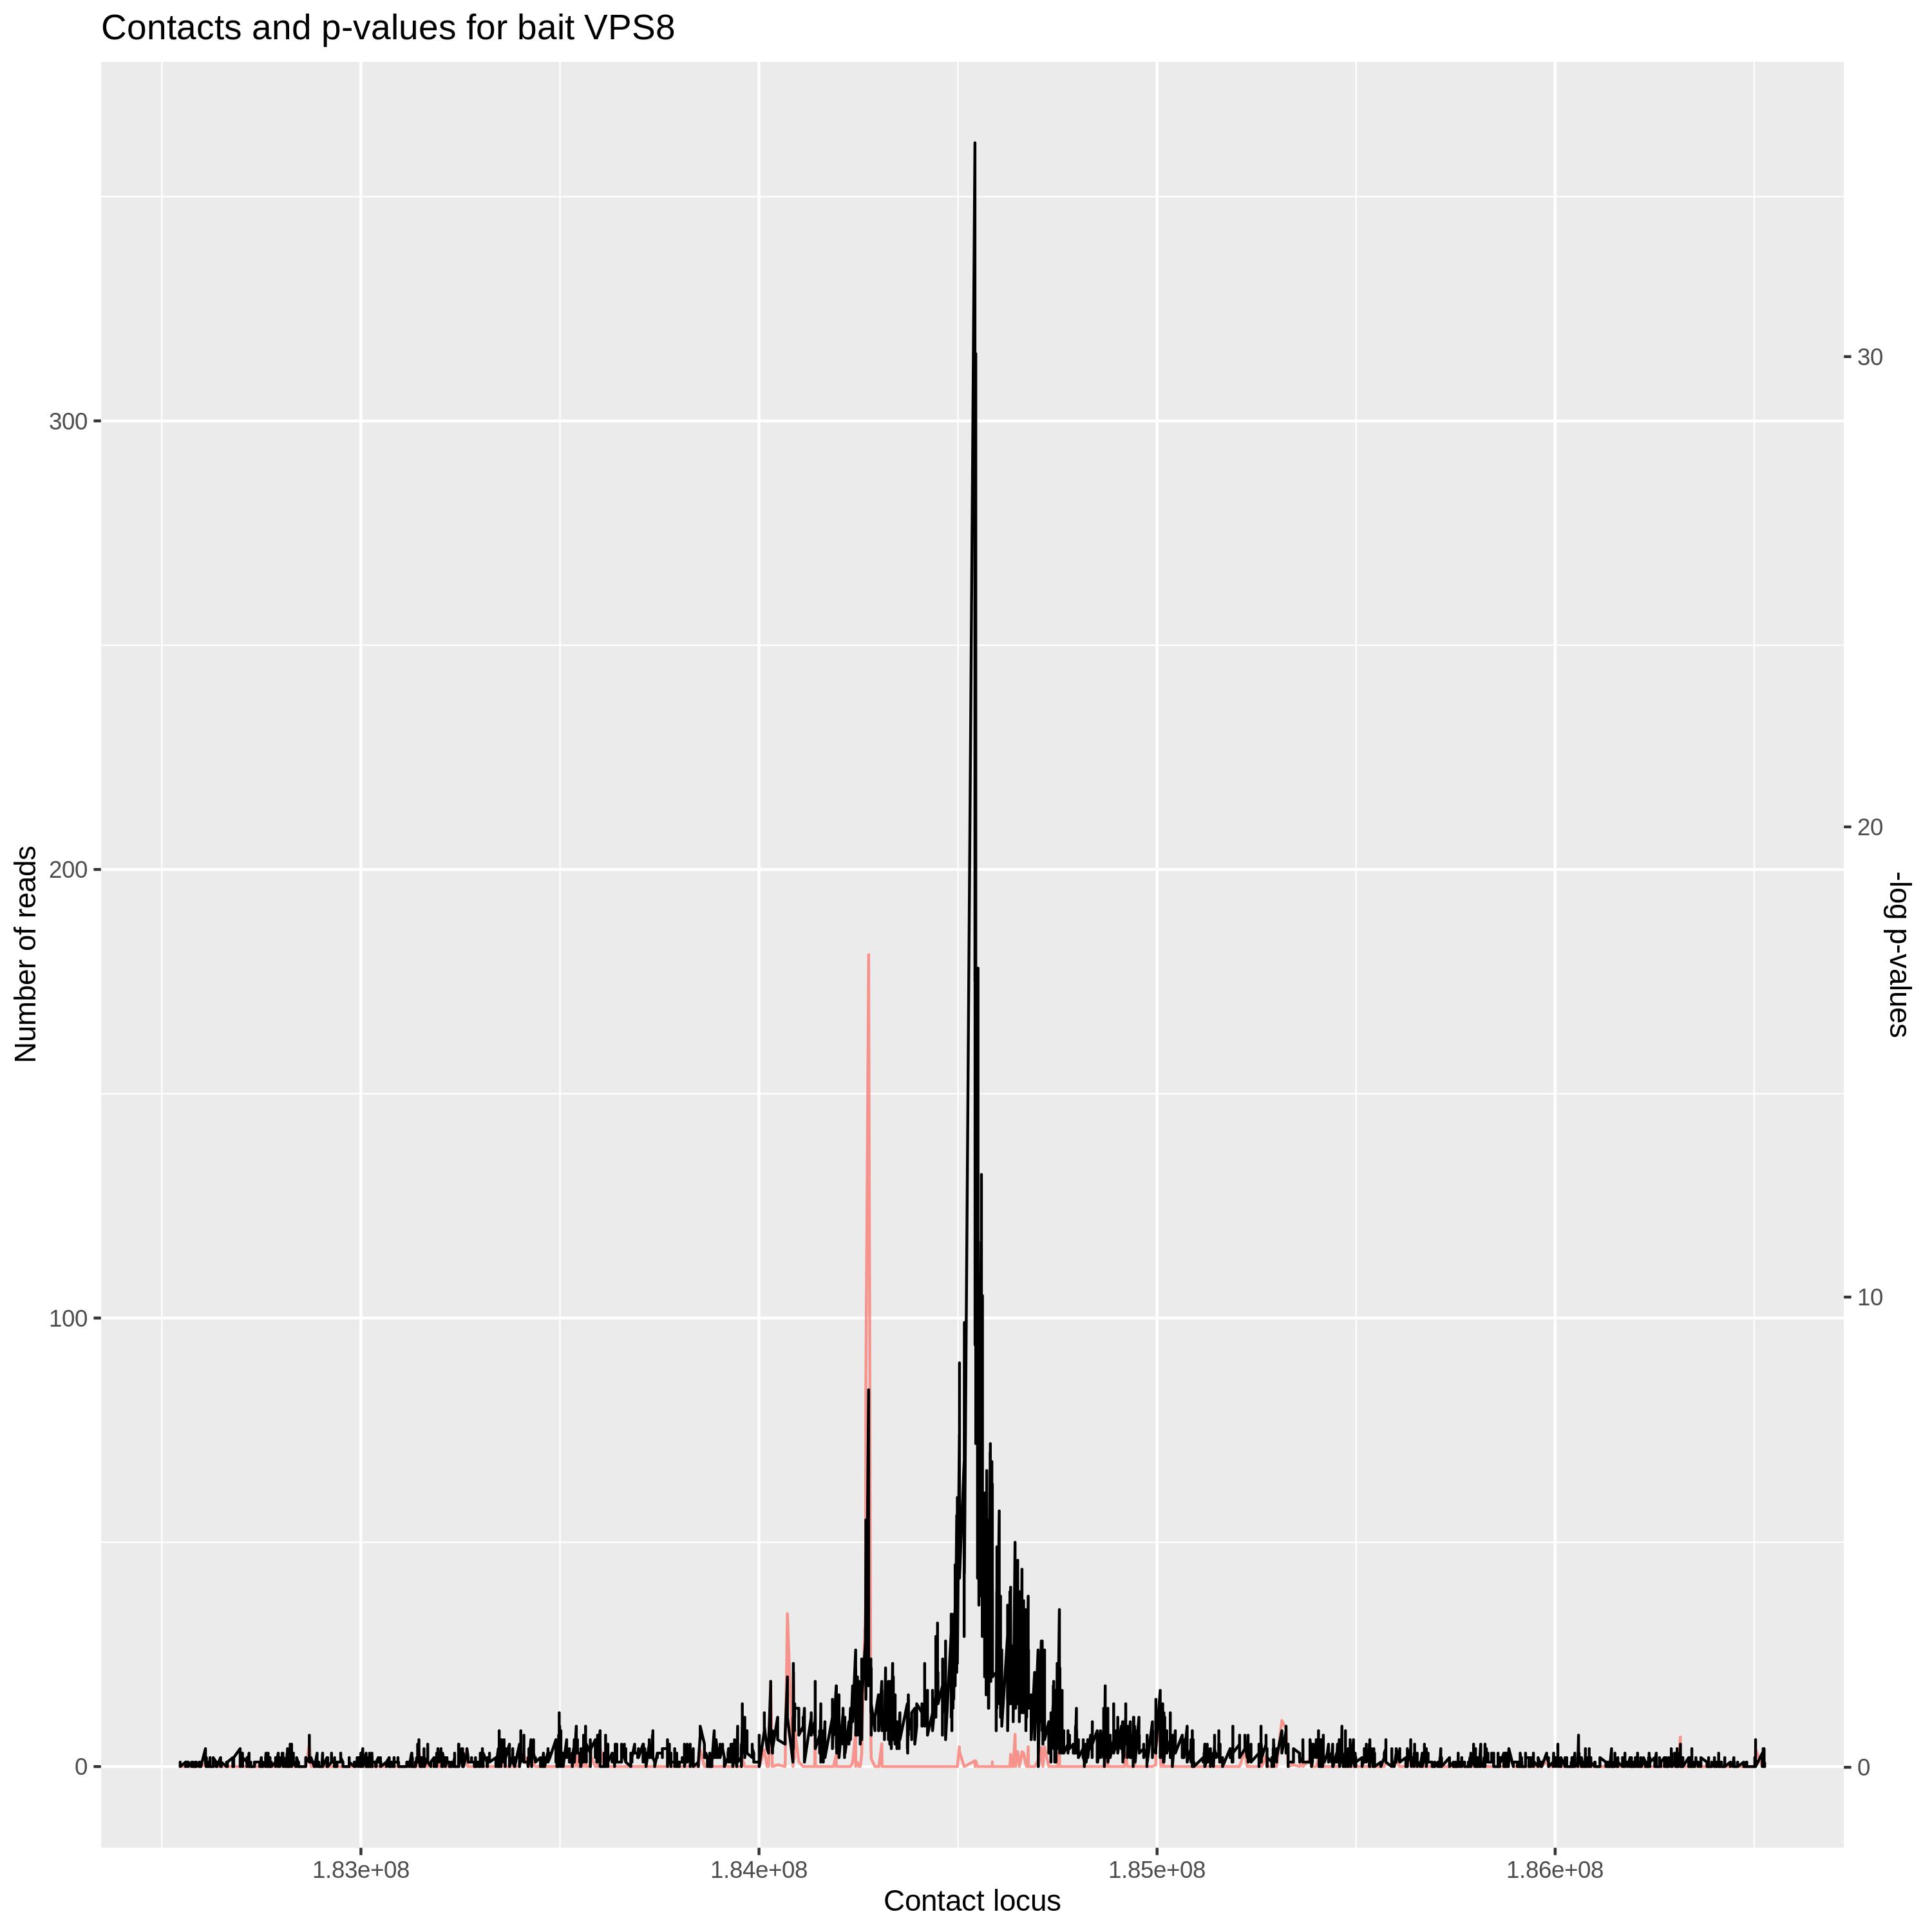 Contacts and p-values for bait VPS8
Number of reads
300
200
100
0
30
20
10
0
-log p-values
1.83e+08 1.84e+08 1.85e+08 1.86e+08
Contact locus